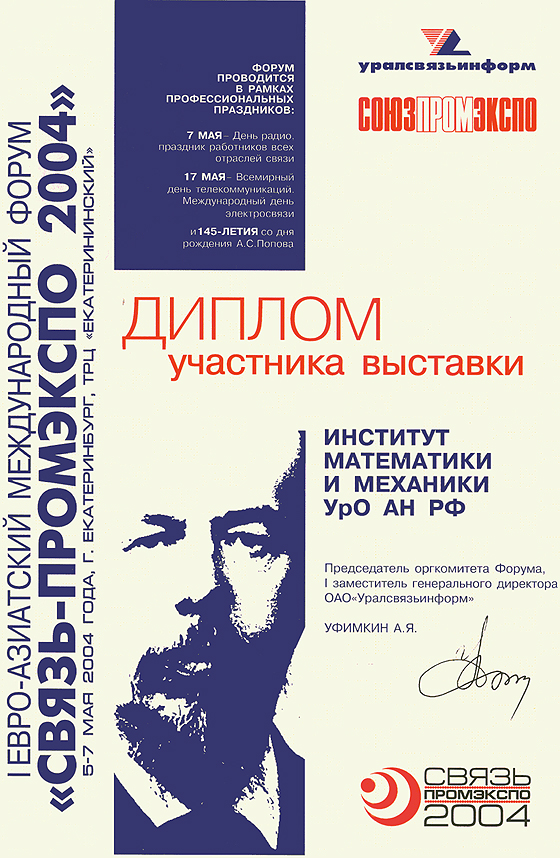 I ЕВРО-АЗИАТСКИЙ МЕЖДУНАРОДНЫЙ ФОРУМ
«СВЯЗЬ-ПРОМЭКСПО 2004»
5-7 МАЯ 2004 ГОДА, Г. ЕКАТЕРИНБУРГ, ТРЦ «ЕКАТЕРИНИНСКИЙ»
ФОРУМ
ПРОВОДИТСЯ
В РАМКАХ
ПРОФЕССИОНАЛЬНЫХ
ПРАЗДНИКОВ:
7 МАЯ – День радио,
праздник работников всех
отраслей связи
17 МАЯ – Всемирный
день телекоммуникаций.
Международный день
электросвязи
и 145-ЛЕТИЯ со дня
рождения А.С.Попова
уралсвязьинформ
СОЮЗПРОМЭКСПО
ДИПЛОМ
участника выставки
ИНСТИТУТ
МАТЕМАТИКИ
И МЕХАНИКИ
УрО АН РФ
Председатель оргкомитета Форума,
I заместитель генерального директора
ОАО«Уралсвязьинформ»
УФИМКИН А.Я.
СВЯЗЬ
ПРОМЭКСПО
2004